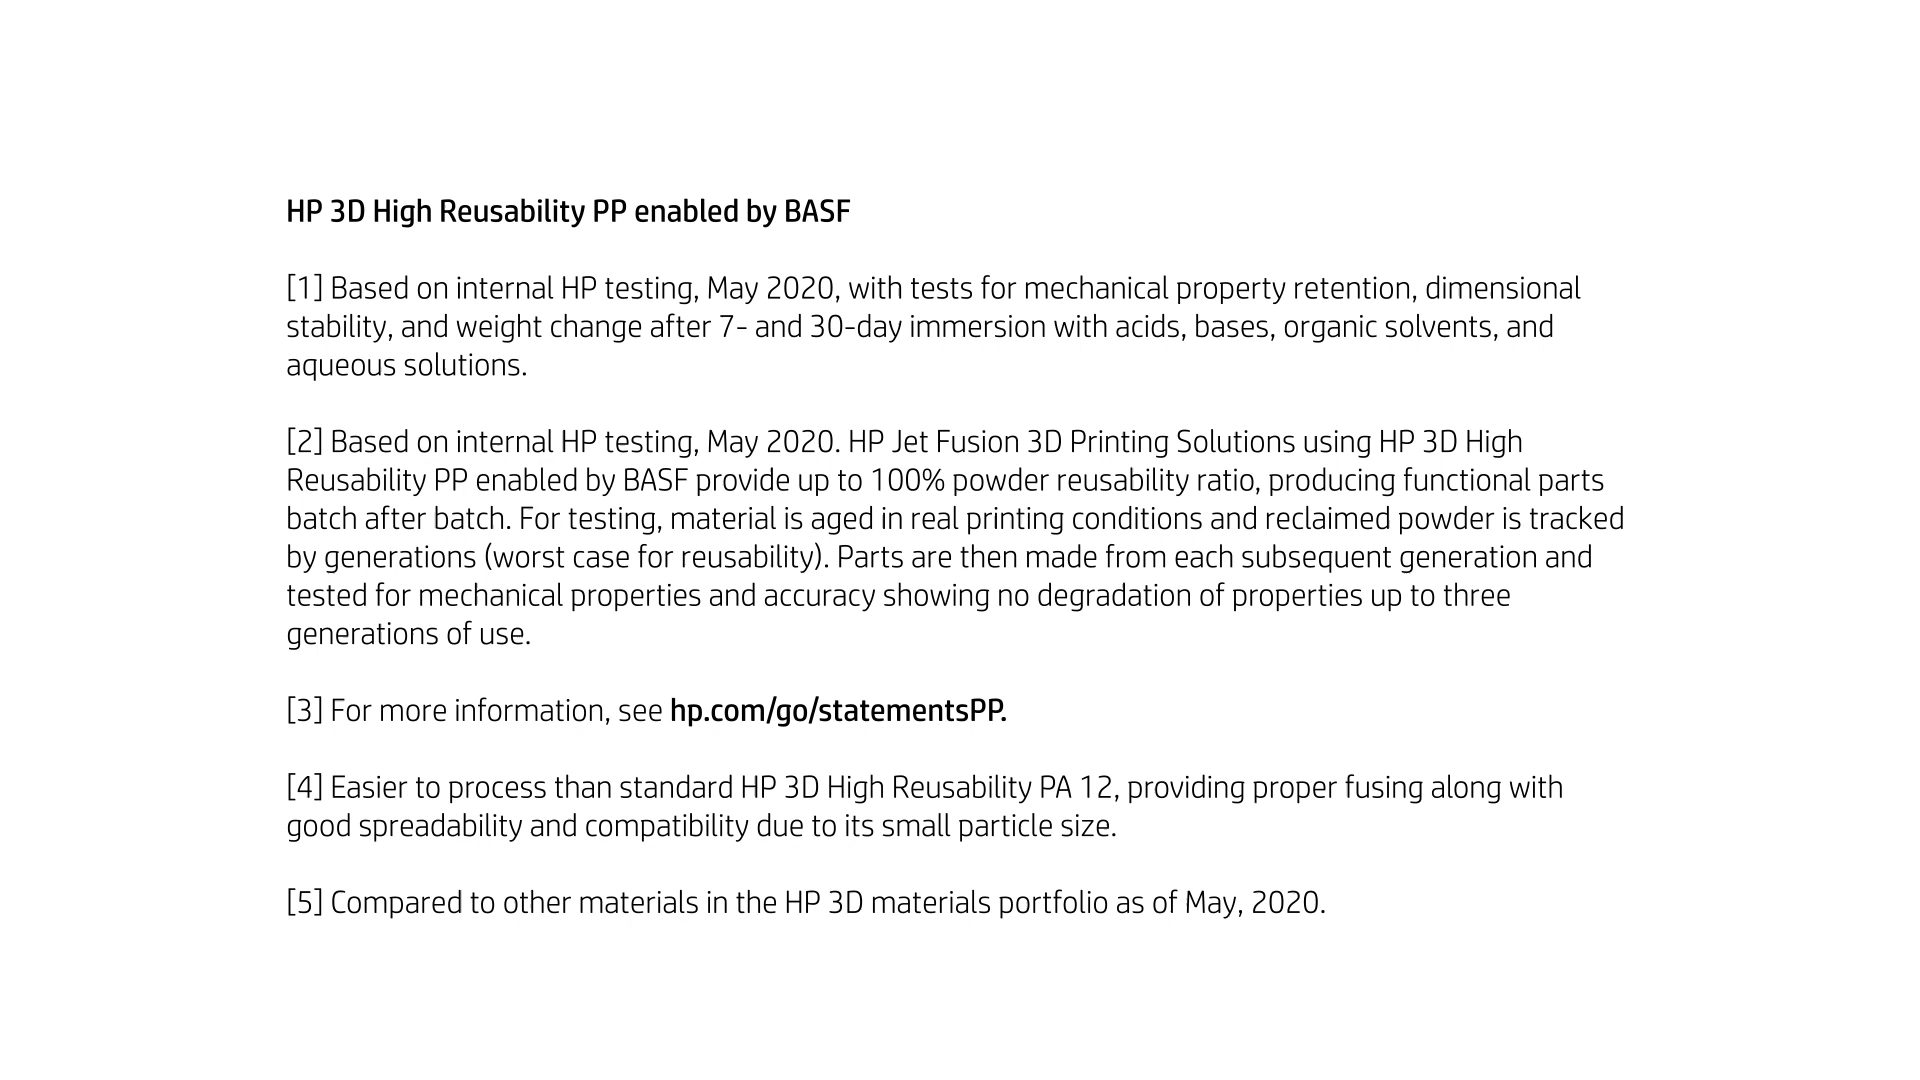 HP 3D High Reusability PP enabled by BASF
[1] Based on internal HP testing, May 2020, with tests for mechanical property retention, dimensional
stability, and weight change after 7- and 30-day immersion with acids, bases, organic solvents, and
aqueous solutions.
[2] Based on internal HP testing, May 2020. HP Jet Fusion 3D Printing Solutions using HP 3D High
Reusability PP enabled by BASF provide up to 100% powder reusability ratio, producing functional parts
batch after batch. For testing, material is aged in real printing conditions and reclaimed powder is tracked
by generations (worst case for reusability). Parts are then made from each subsequent generation and
tested for mechanical properties and accuracy showing no degradation of properties up to three
generations of use.
[3] For more information, see hp.com/go/statementsPP.
[4] Easier to process than standard HP 3D High Reusability PA 12, providing proper fusing along with
good spreadability and compatibility due to its small particle size.
[5] Compared to other materials in the HP 3D materials portfolio as of May, 2020.